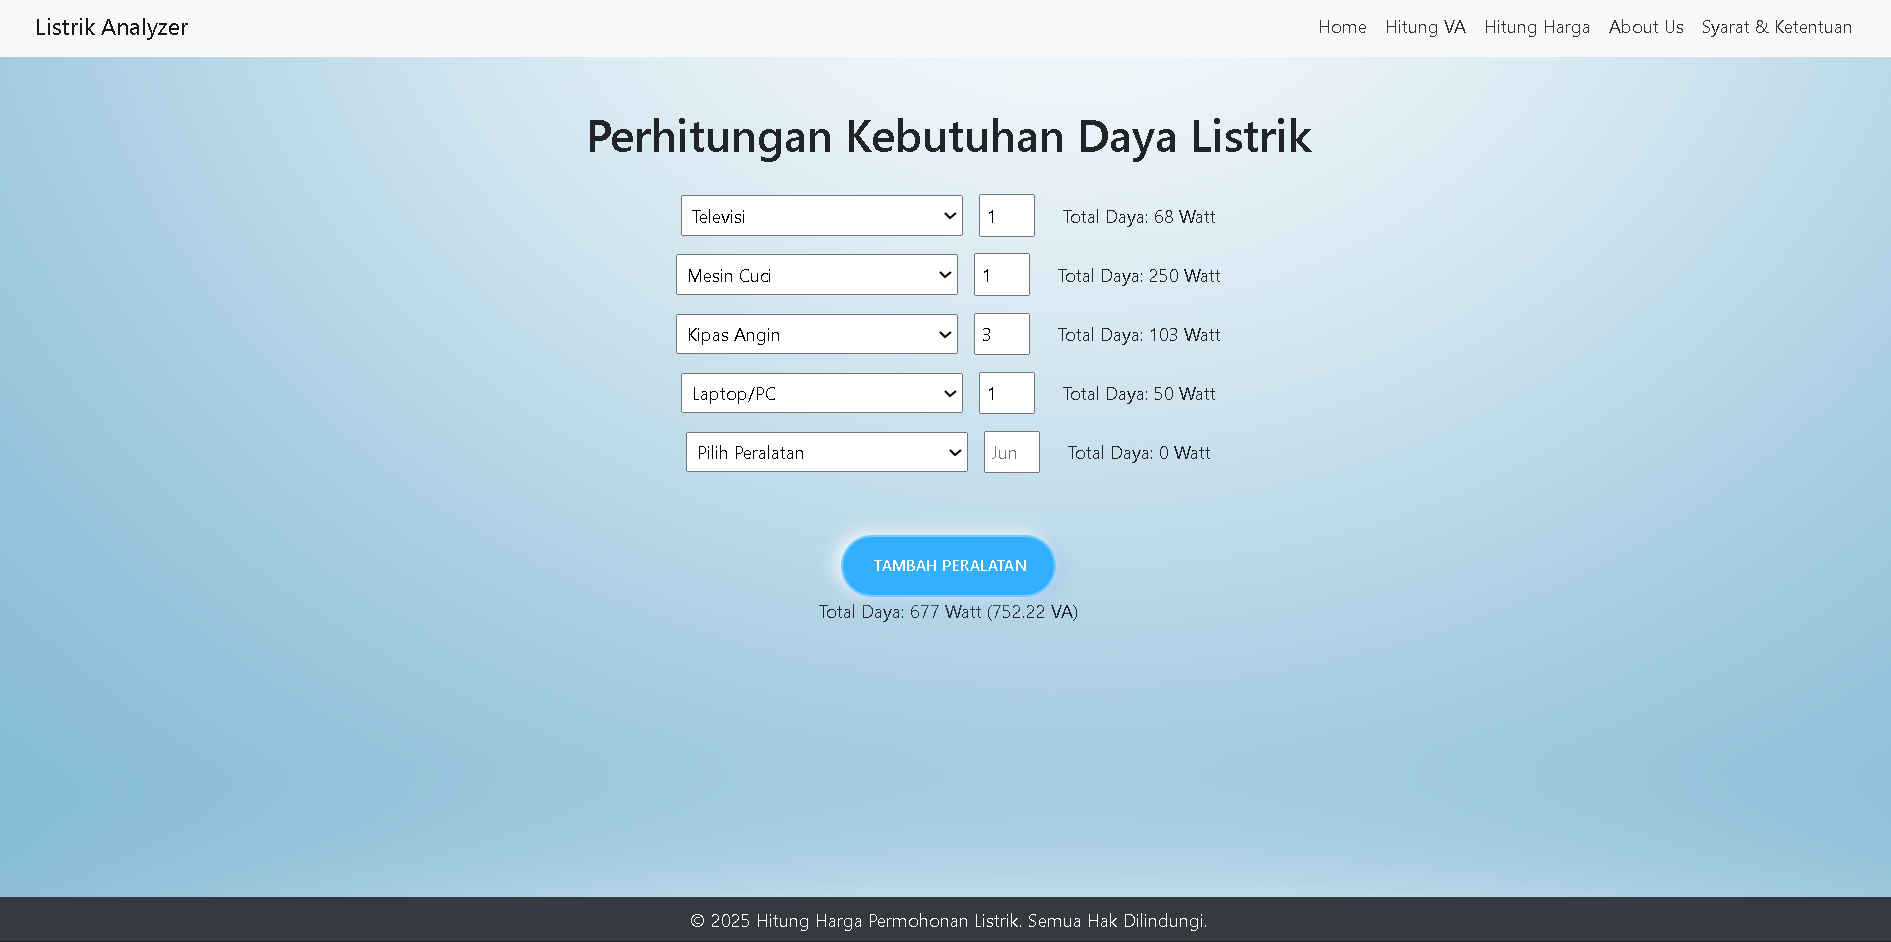 Listrik Analyzer
Home Hitung VA Hitung Harga About Us Syarat & Ketentuan
Perhitungan Kebutuhan Daya Listrik
Televisi 1 Total Daya: 68 Watt
Mesin Cuci 1 Total Daya: 250 Watt
Kipas Angin 3 Total Daya: 103 Watt
Laptop/PC 1 Total Daya: 50 Watt
Pilih Peralatan Jun Total Daya: 0 Watt
TAMBAH PERALATAN
Total Daya: 677 Watt (752.22 VA)
© 2025 Hitung Harga Permohonan Listrik. Semua Hak Dilindungi.